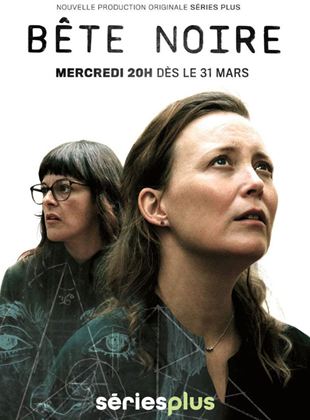 NOUVELLE PRODUCTION ORIGINALE SÉRIES PLUS
BÊTE NOIRE
MERCREDI 20H DÈS LE 31 MARS
sériesplus